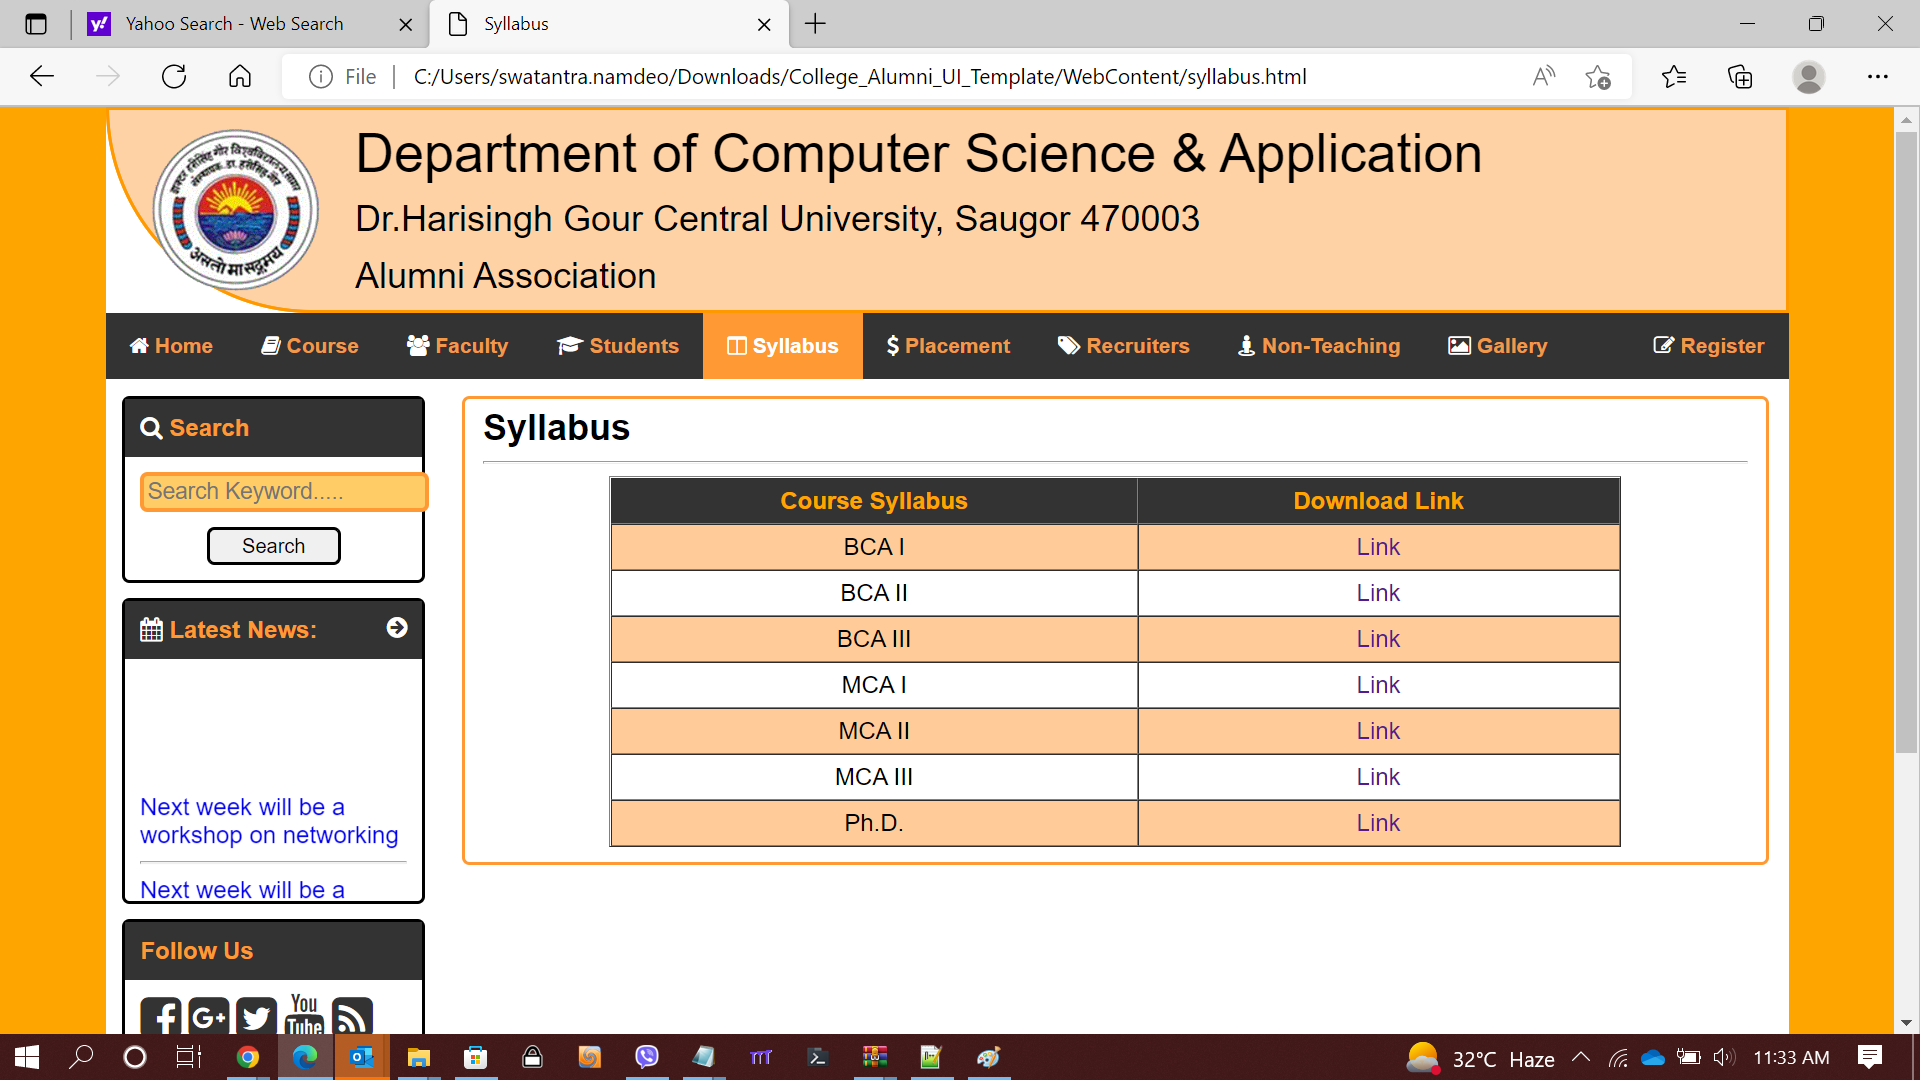 Yahoo Search - Web Search
Syllabus
File
C:/Users/swatantra.namdeo/Downloads/College_Alumni_UI_Template/WebContent/syllabus.html
Department of Computer Science & Application
Dr.Harisingh Gour Central University, Saugor 470003
Alumni Association
Home Course Faculty Students Syllabus Placement Recruiters Non-Teaching Gallery Register
Search
Search Keyword.....
Search
Latest News:
Next week will be a
workshop on networking
Next week will be a
Follow Us
You
Tube
Syllabus
Course Syllabus Download Link
BCA I Link
BCA II Link
BCA III Link
MCA I Link
MCA II Link
MCA III Link
Ph.D. Link
32°C Haze
11:33 AM